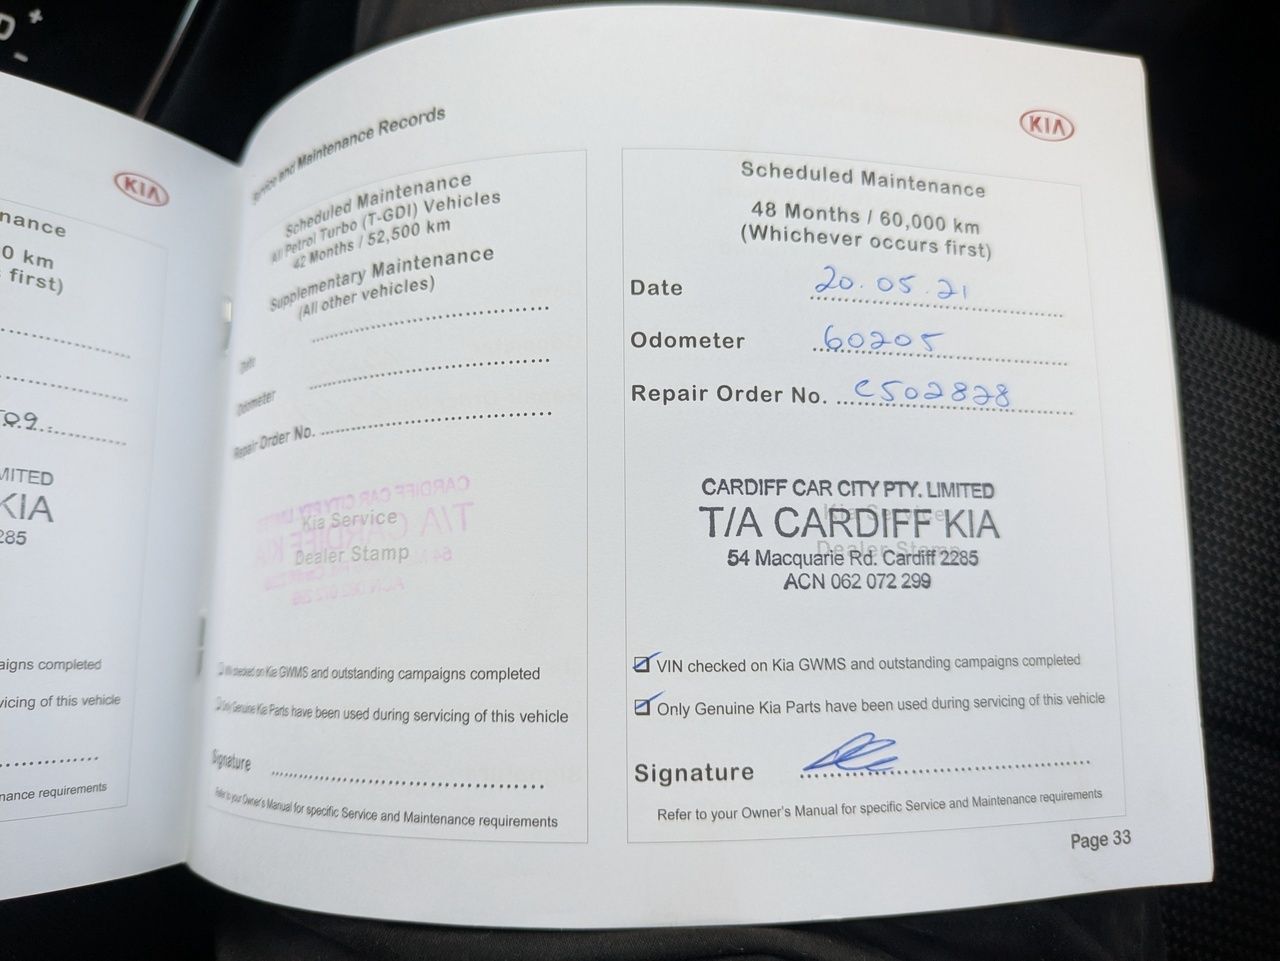 D + -
KIA
nance
0 km
first)
09.
MITED
KIA
285
aigns completed
vicing of this vehicle
nance requirements
Service and Maintenance Records
Scheduled Maintenance
All Petrol Turbo (T-GDI) Vehicles
42 Months / 52,500 km
Supplementary Maintenance
(All other vehicles)
Date
Odometer
Repair Order No.
Kia Service
Dealer Stamp
VIN checked on Kia GWMS and outstanding campaigns completed
Only Genuine Kia Parts have been used during servicing of this vehicle
Signature
Refer to your Owner's Manual for specific Service and Maintenance requirements
KIA
Scheduled Maintenance
48 Months / 60,000 km
(Whichever occurs first)
Date 20.05.21
Odometer 60205
Repair Order No. C502828
CARDIFF CAR CITY PTY. LIMITED
T/A CARDIFF KIA
54 Macquarie Rd. Cardiff 2285
ACN 062 072 299
Kia Service
Dealer Stamp
VIN checked on Kia GWMS and outstanding campaigns completed
Only Genuine Kia Parts have been used during servicing of this vehicle
Signature
Refer to your Owner's Manual for specific Service and Maintenance requirements
Page 33